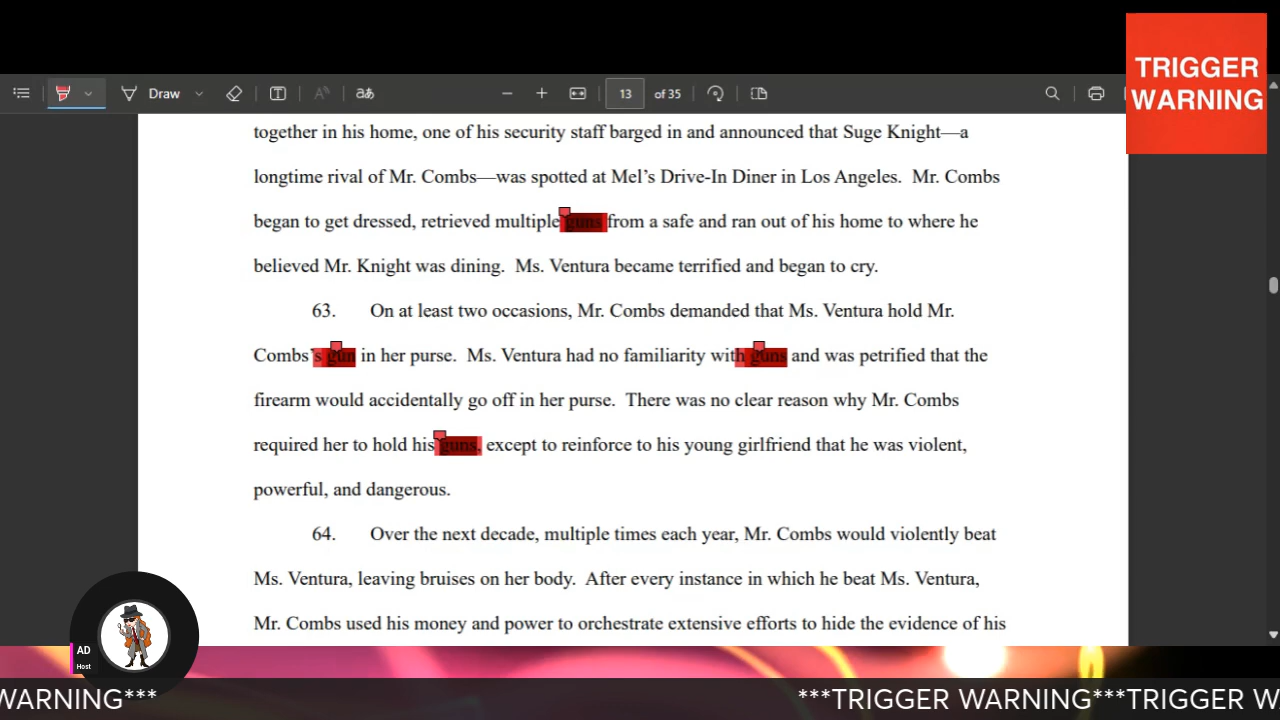 TRIGGER
WARNING
Draw
aあ
13 of 35
together in his home, one of his security staff barged in and announced that Suge Knight—a
longtime rival of Mr. Combs—was spotted at Mel’s Drive-In Diner in Los Angeles. Mr. Combs
began to get dressed, retrieved multiple guns from a safe and ran out of his home to where he
believed Mr. Knight was dining. Ms. Ventura became terrified and began to cry.
63. On at least two occasions, Mr. Combs demanded that Ms. Ventura hold Mr.
Combs’s gun in her purse. Ms. Ventura had no familiarity with guns and was petrified that the
firearm would accidentally go off in her purse. There was no clear reason why Mr. Combs
required her to hold his guns, except to reinforce to his young girlfriend that he was violent,
powerful, and dangerous.
64. Over the next decade, multiple times each year, Mr. Combs would violently beat
Ms. Ventura, leaving bruises on her body. After every instance in which he beat Ms. Ventura,
Mr. Combs used his money and power to orchestrate extensive efforts to hide the evidence of his
AD
Host
WARNING*** ***TRIGGER WARNING***TRIGGER W